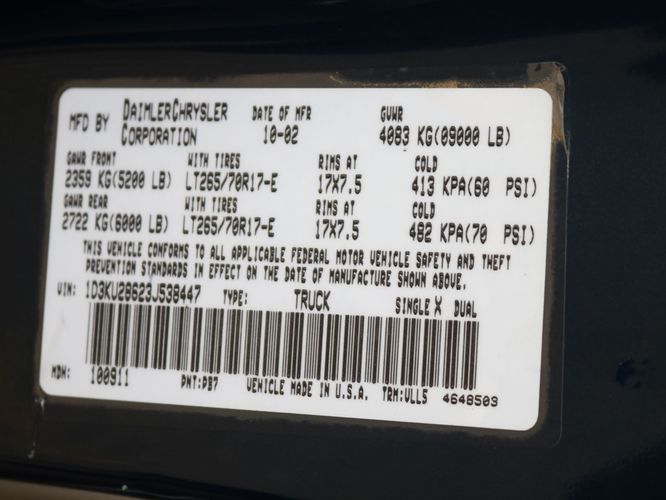 MFD BY DAIMLERCHRYSLER CORPORATION DATE OF MFR 10-02 GVWR 4083 KG(09000 LB)
GAWR FRONT WITH TIRES RIMS AT COLD
2359 KG(5200 LB) LT265/70R17-E 17X7.5 413 KPA(60 PSI)
GAWR REAR WITH TIRES RIMS AT COLD
2722 KG(6000 LB) LT265/70R17-E 17X7.5 482 KPA(70 PSI)
THIS VEHICLE CONFORMS TO ALL APPLICABLE FEDERAL MOTOR VEHICLE SAFETY AND THEFT
PREVENTION STANDARDS IN EFFECT ON THE DATE OF MANUFACTURE SHOWN ABOVE.
VIN: 1D3KU28623J539447 TYPE: TRUCK SINGLE X DUAL
MDH: 100911 PNT:PB7 VEHICLE MADE IN U.S.A. TRM:VLL5 4648503